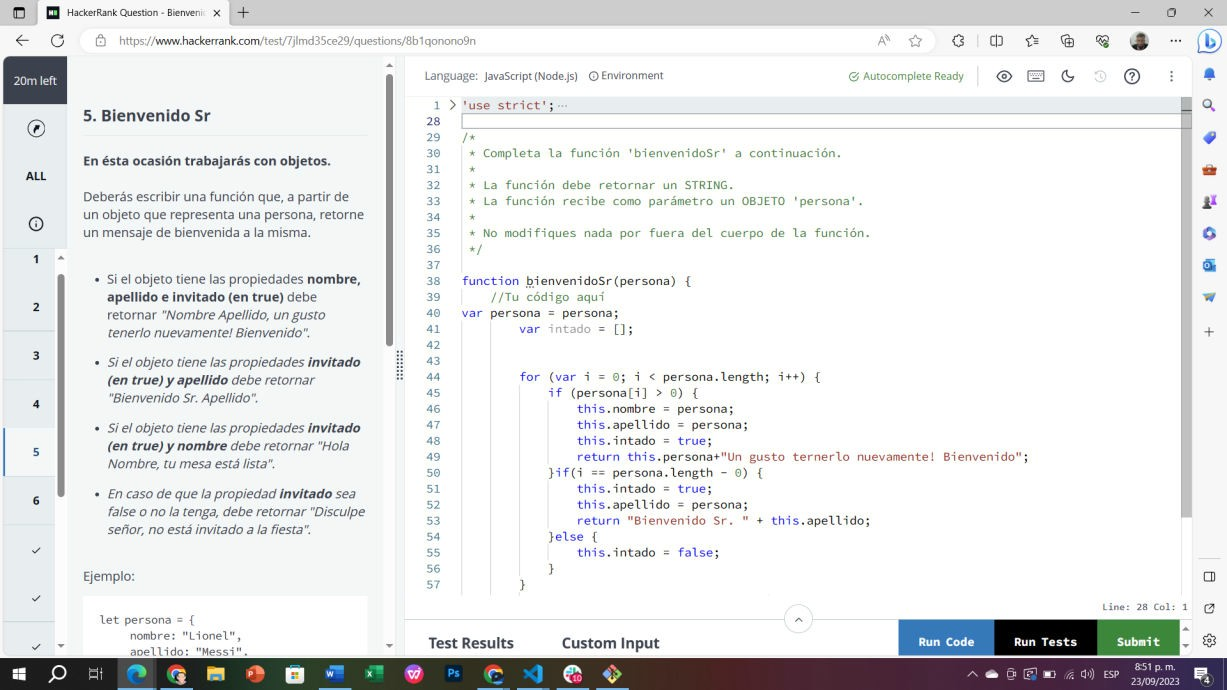 HackerRank Question - Bienveni
https://www.hackerrank.com/test/7jlmd35ce29/questions/8b1qonono9n
20m left
ALL
1
2
3
4
5
6
5. Bienvenido Sr
En ésta ocasión trabajarás con objetos.
Deberás escribir una función que, a partir de
un objeto que representa una persona, retorne
un mensaje de bienvenida a la misma.
• Si el objeto tiene las propiedades nombre,
apellido e invitado (en true) debe
retornar "Nombre Apellido, un gusto
tenerlo nuevamente! Bienvenido".
• Si el objeto tiene las propiedades invitado
(en true) y apellido debe retornar
"Bienvenido Sr. Apellido".
• Si el objeto tiene las propiedades invitado
(en true) y nombre debe retornar "Hola
Nombre, tu mesa está lista".
• En caso de que la propiedad invitado sea
false o no la tenga, debe retornar "Disculpe
señor, no está invitado a la fiesta".
Ejemplo:
let persona = {
nombre: "Lionel",
apellido: "Messi",
Language: JavaScript (Node.js) Environment Autocomplete Ready
1 'use strict'; ...
28
29 /*
30 * Completa la función 'bienvenidoSr' a continuación.
31 *
32 * La función debe retornar un STRING.
33 * La función recibe como parámetro un OBJETO 'persona'.
34 *
35 * No modifiques nada por fuera del cuerpo de la función.
36 */
37
38 function bienvenidoSr(persona) {
39 //Tu código aquí
40 var persona = persona;
41 var intado = [];
42
43
44 for (var i = 0; i < persona.length; i++) {
45 if (persona[i] > 0) {
46 this.nombre = persona;
47 this.apellido = persona;
48 this.intado = true;
49 return this.persona+"Un gusto ternerlo nuevamente! Bienvenido";
50 }if(i == persona.length - 0) {
51 this.intado = true;
52 this.apellido = persona;
53 return "Bienvenido Sr. " + this.apellido;
54 }else {
55 this.intado = false;
56 }
57 }
Line: 28 Col: 1
Test Results Custom Input Run Code Run Tests Submit
ESP
8:51 p. m.
23/09/2023
10
4